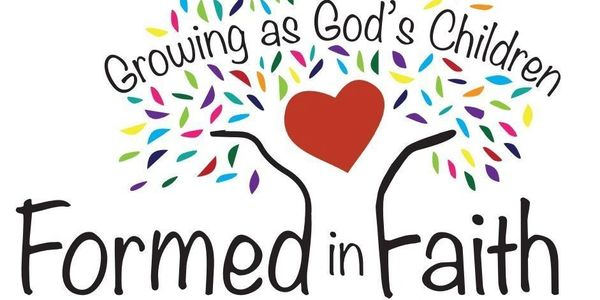 Growing as God's Children
Formed in Faith